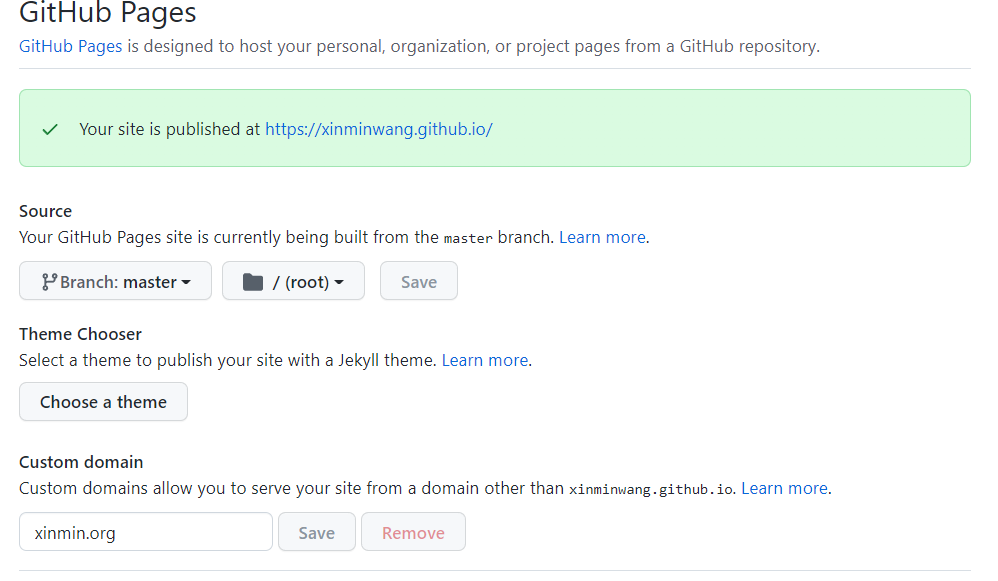 GitHub Pages
GitHub Pages is designed to host your personal, organization, or project pages from a GitHub repository.
Your site is published at https://xinminwang.github.io/
Source
Your GitHub Pages site is currently being built from the master branch. Learn more.
Branch: master / (root) Save
Theme Chooser
Select a theme to publish your site with a Jekyll theme. Learn more.
Choose a theme
Custom domain
Custom domains allow you to serve your site from a domain other than xinminwang.github.io. Learn more.
xinmin.org Save Remove